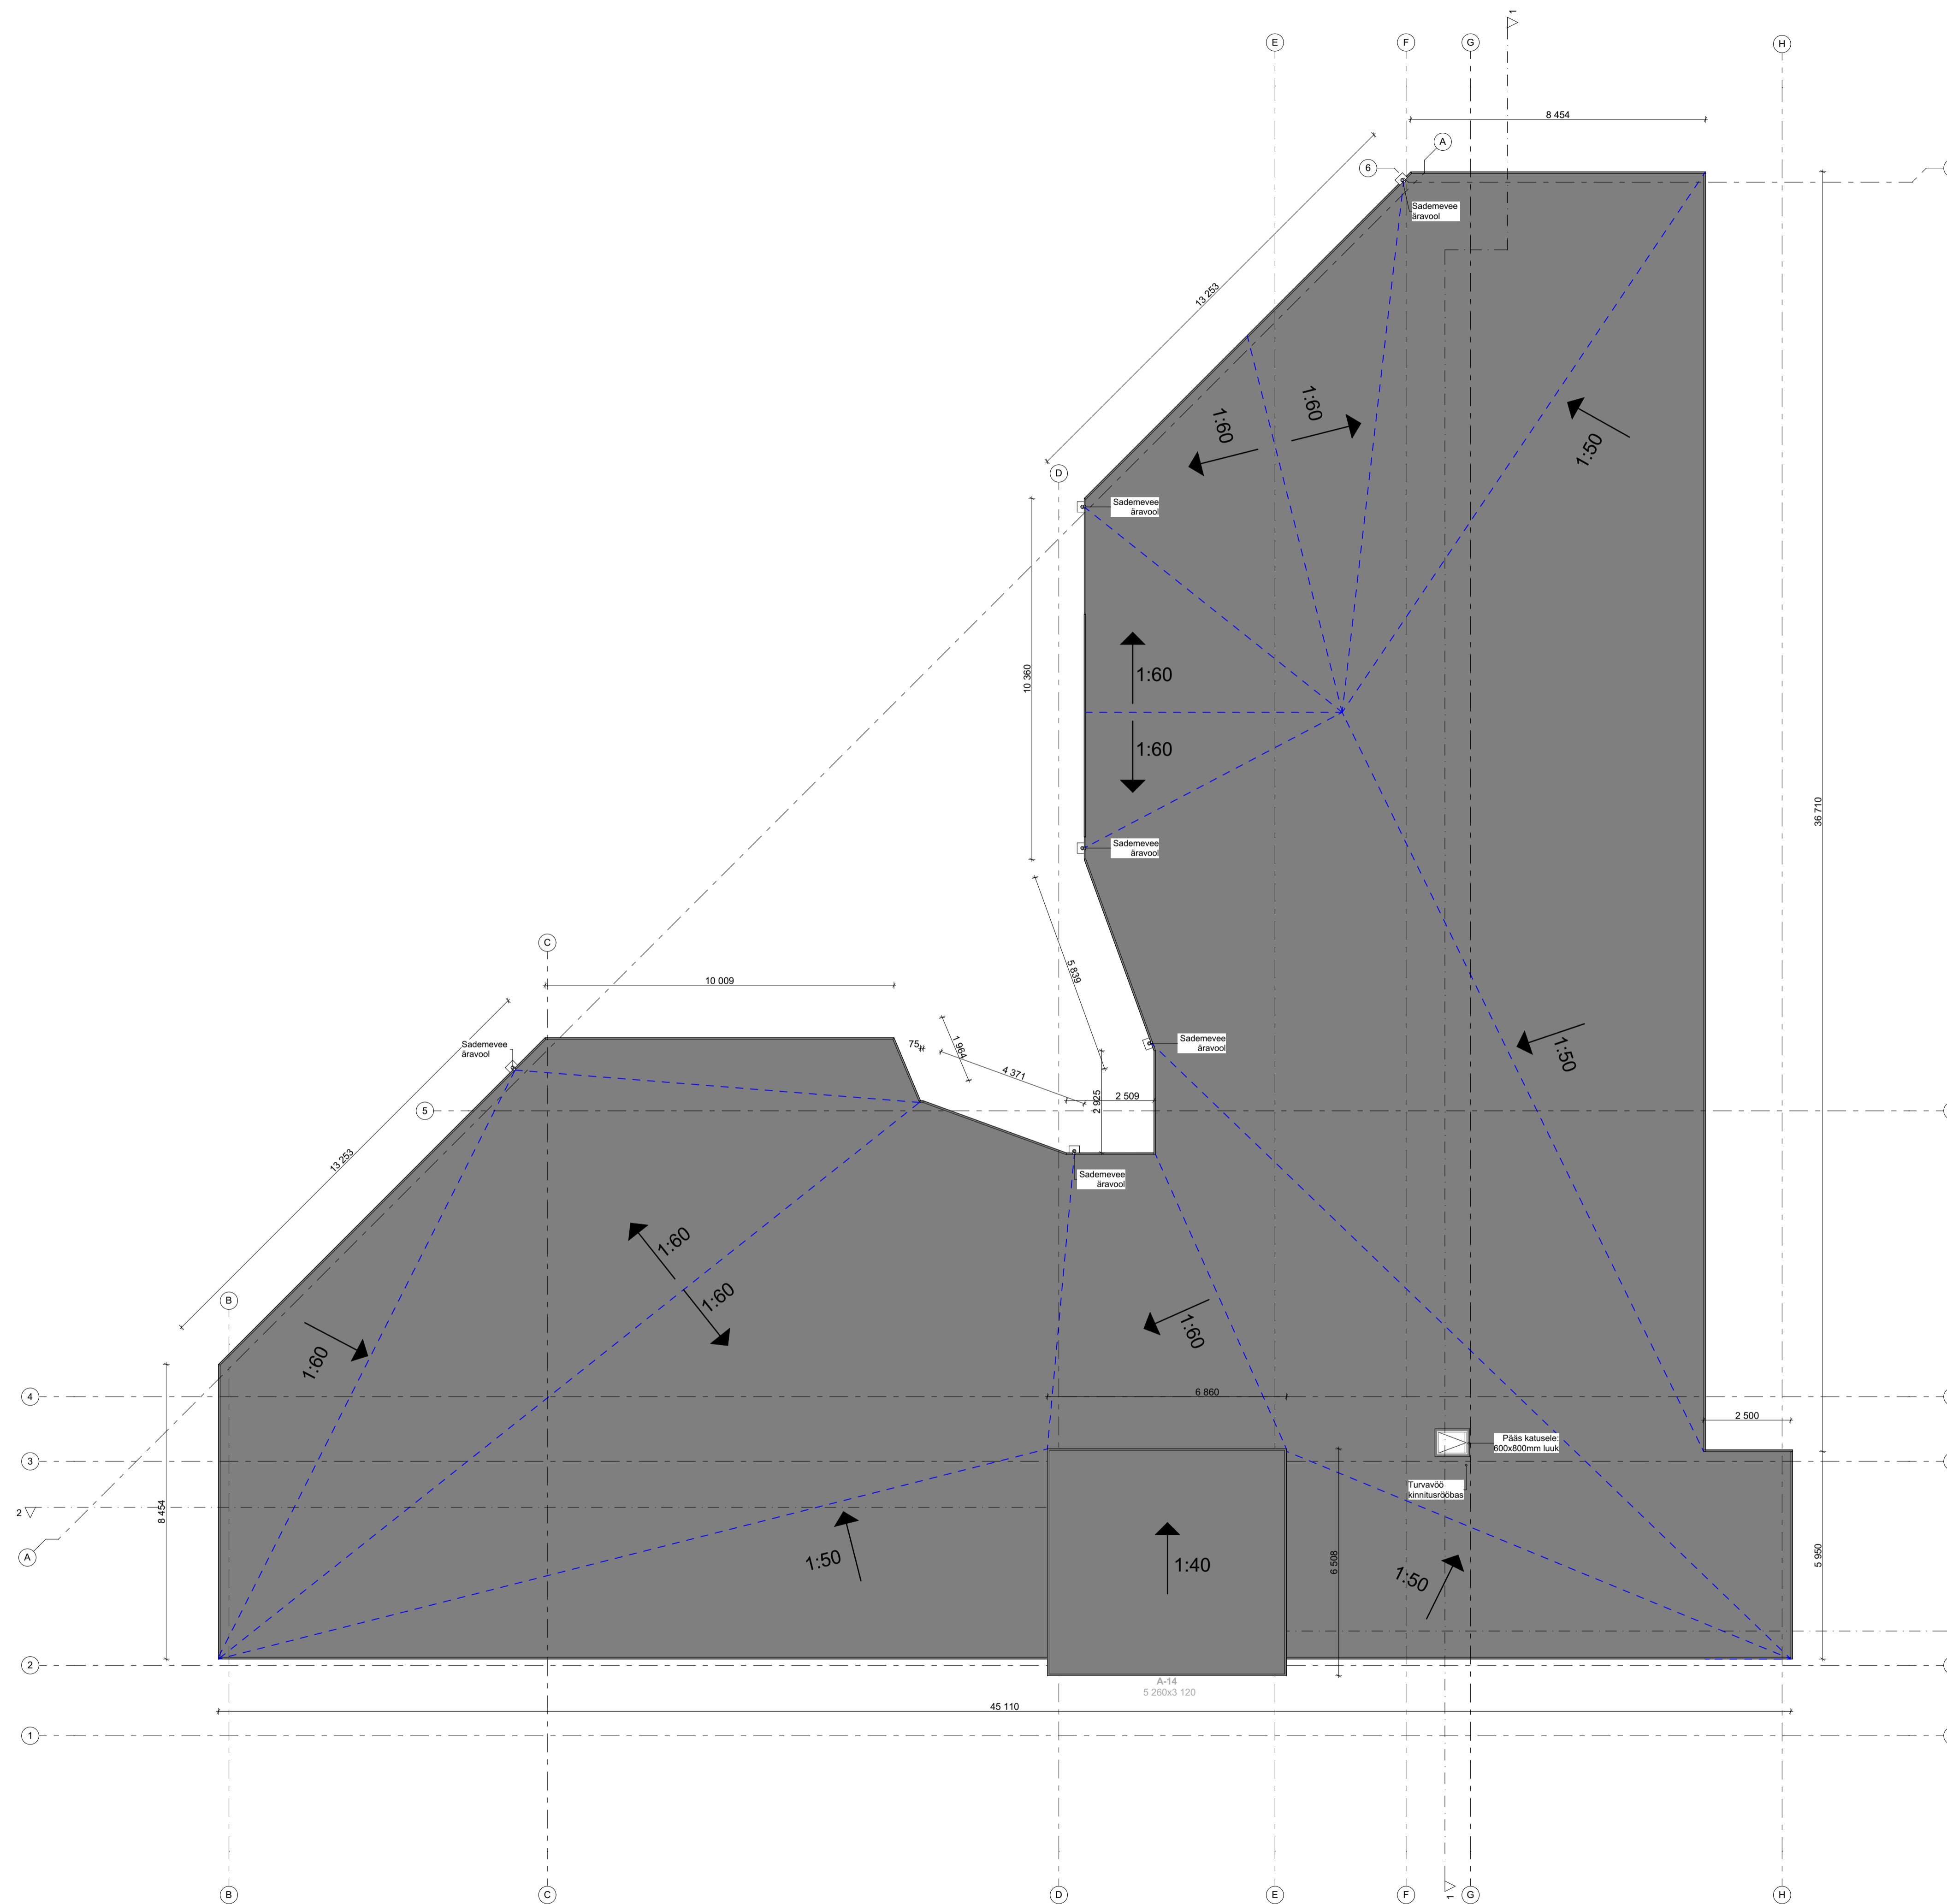 1
E
F
G
H
8 454
A
6
Sademevee
äravool
13 253
1:60
1:60
1:50
D
Sademevee
äravool
10 360
1:60
1:60
36 710
Sademevee
äravool
C
5 839
10 009
Sademevee
äravool
75
1 964
Sademevee
äravool
4 371
2 925
2 509
5
1:50
13 253
Sademevee
äravool
1:60
1:60
B
1:60
1:60
4
6 860
2 500
3
Pääs katusele:
600x800mm luuk
Turvavöö
kinnitusrööbas
8 454
2
A
1:50
1:40
6 508
1:50
5 950
2
A-14
5 260x3 120
45 110
1
B
C
D
E
F
1
G
H